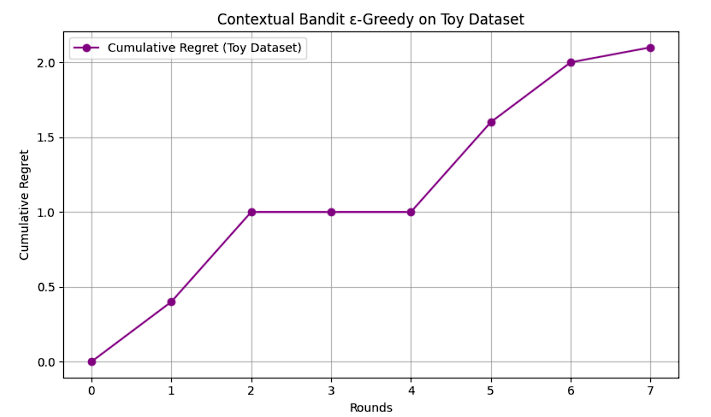 Contextual Bandit ε-Greedy on Toy Dataset
Cumulative Regret (Toy Dataset)
Cumulative Regret
2.0
1.5
1.0
0.5
0.0
0 1 2 3 4 5 6 7
Rounds